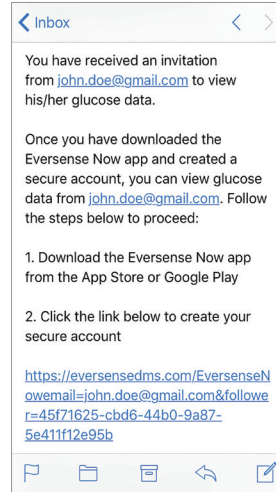 Inbox
You have received an invitation
from john.doe@gmail.com to view
his/her glucose data.
Once you have downloaded the
Eversense Now app and created a
secure account, you can view glucose
data from john.doe@gmail.com. Follow
the steps below to proceed:
1. Download the Eversense Now app
from the App Store or Google Play
2. Click the link below to create your
secure account
https://eversensedms.com/EversenseN
owemail=john.doe@gmail.com&followe
r=45f71625-cbd6-44b0-9a87-
5e411f12e95b